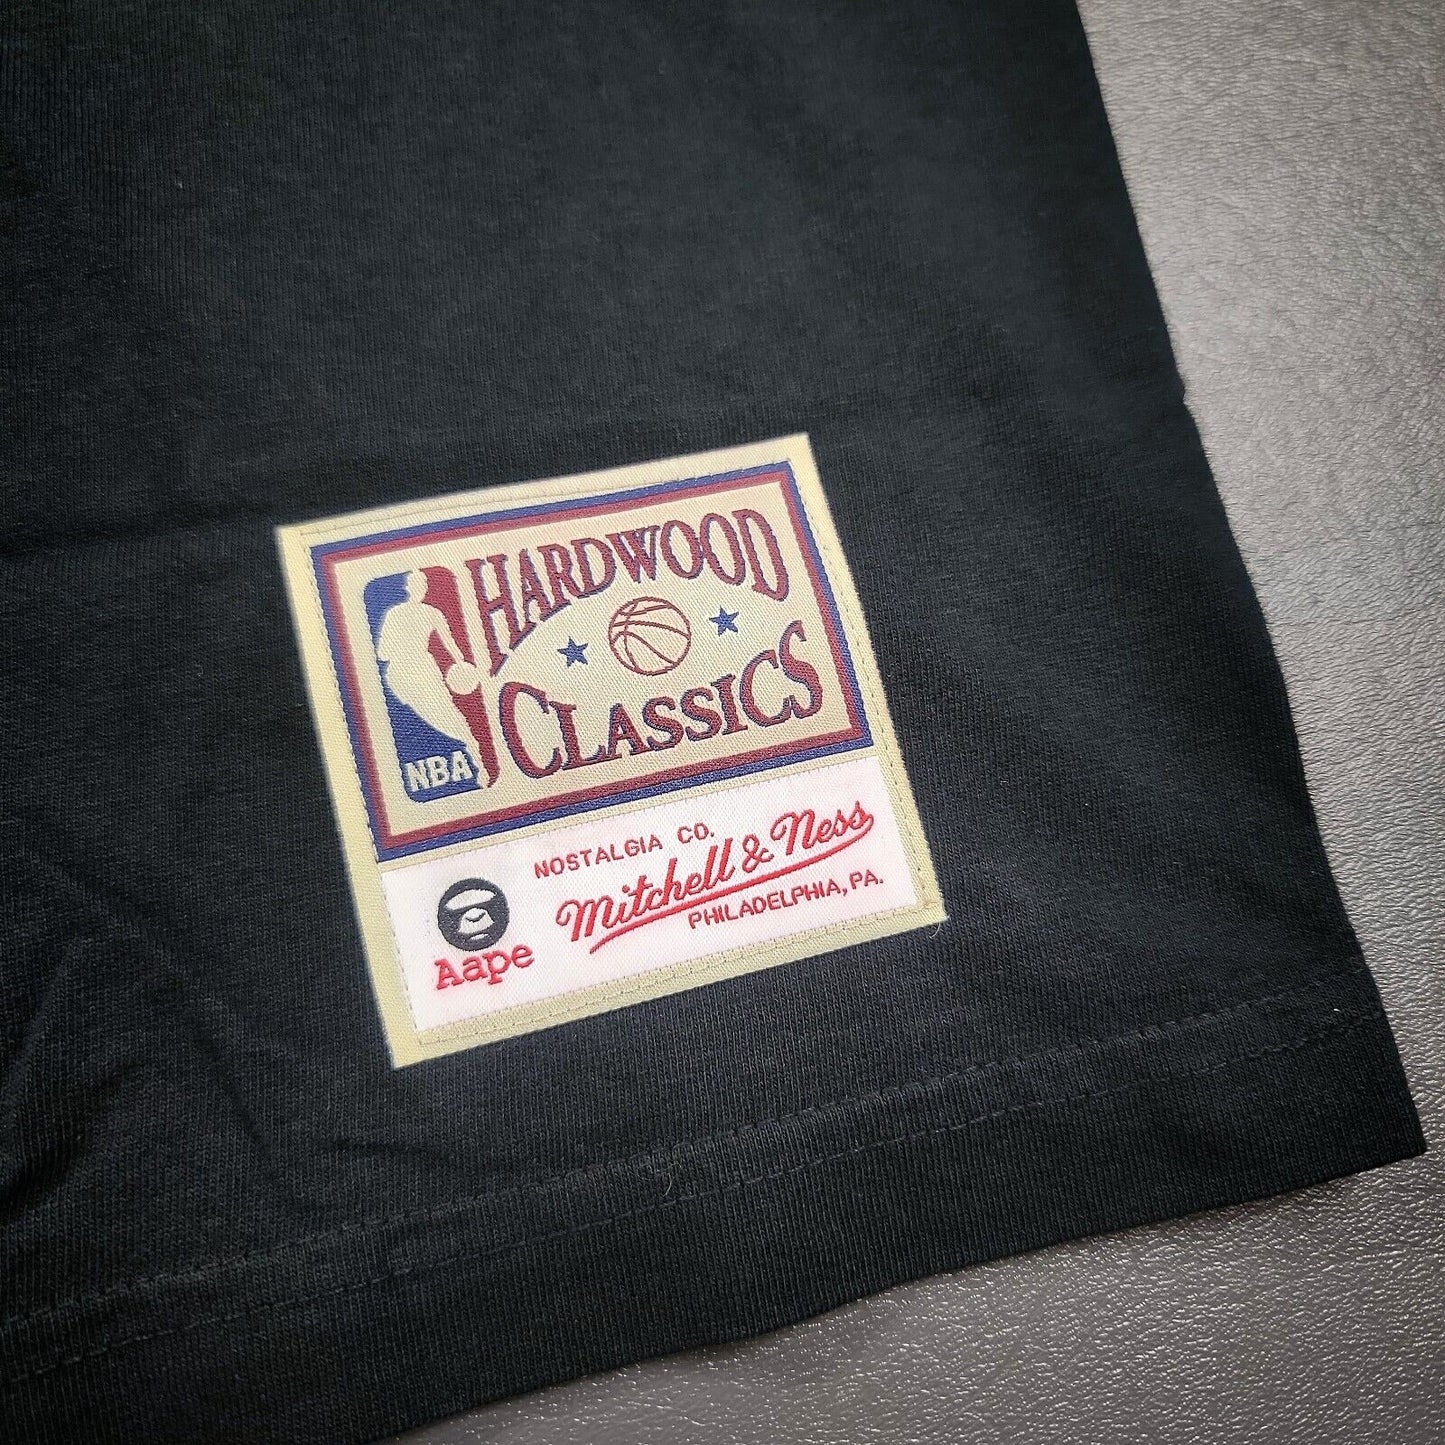 HARDWOOD
CLASSICS
NBA
NOSTALGIA CO.
Mitchell & Ness
PHILADELPHIA, PA.
Aape